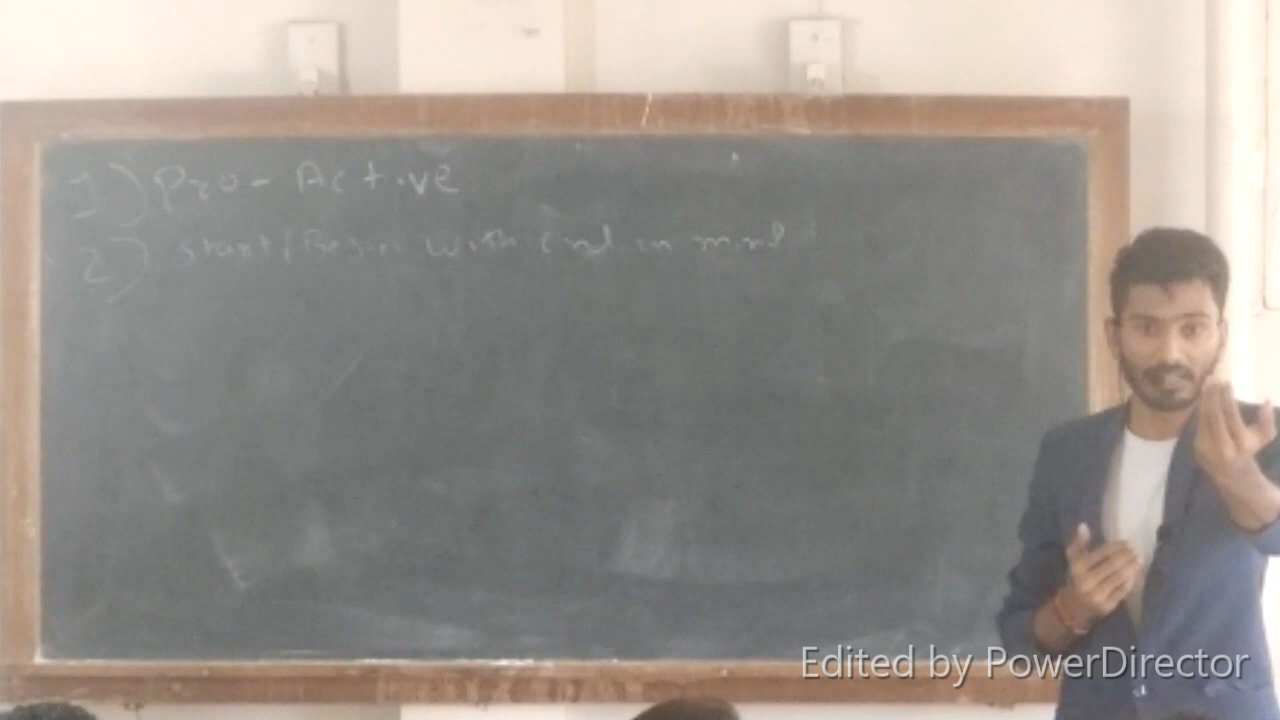 1) Pro-Active
2) Start/Begin with End in mind
Edited by PowerDirector